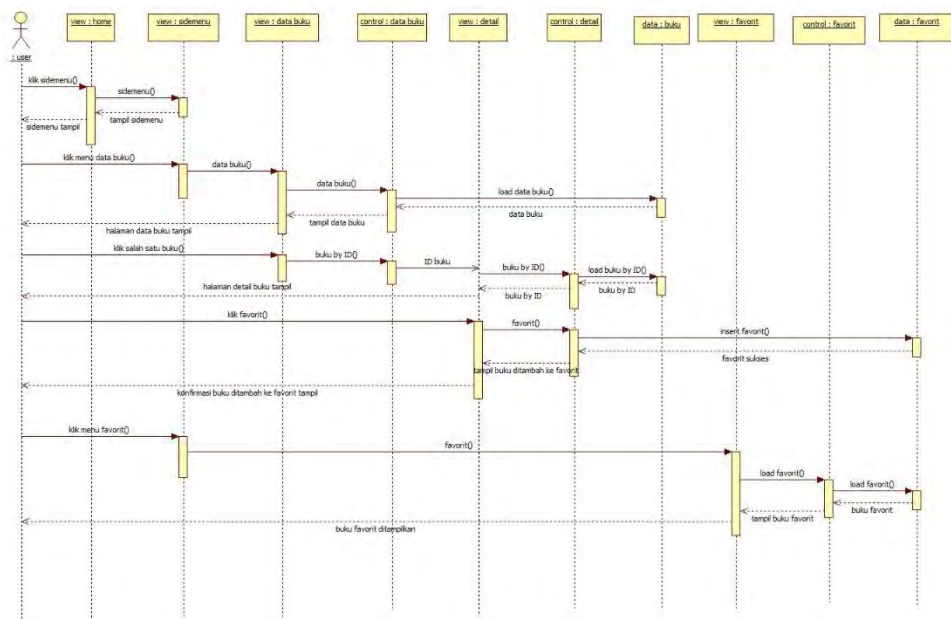 view : home
view : sidemenu
view : data buku
control : data buku
view : detail
control : detail
data : buku
view : favorit
control : favorit
data : favorit
: user
klik sidemenu()
sidemenu()
tampil sidemenu
sidemenu tampil
klik menu data buku()
data buku()
data buku()
load data buku()
data buku
tampil data buku
halaman data buku tampil
klik salah satu buku()
buku by ID()
ID buku
buku by ID()
load buku by ID()
buku by ID
buku by ID
halaman detail buku tampil
klik favorit()
favorit()
insert favorit()
favorit sukses
tampil buku ditambah ke favorit
konfirmasi buku ditambah ke favorit tampil
klik menu favorit()
favorit()
load favorit()
load favorit()
buku favorit
tampil buku favorit
buku favorit ditampilkan